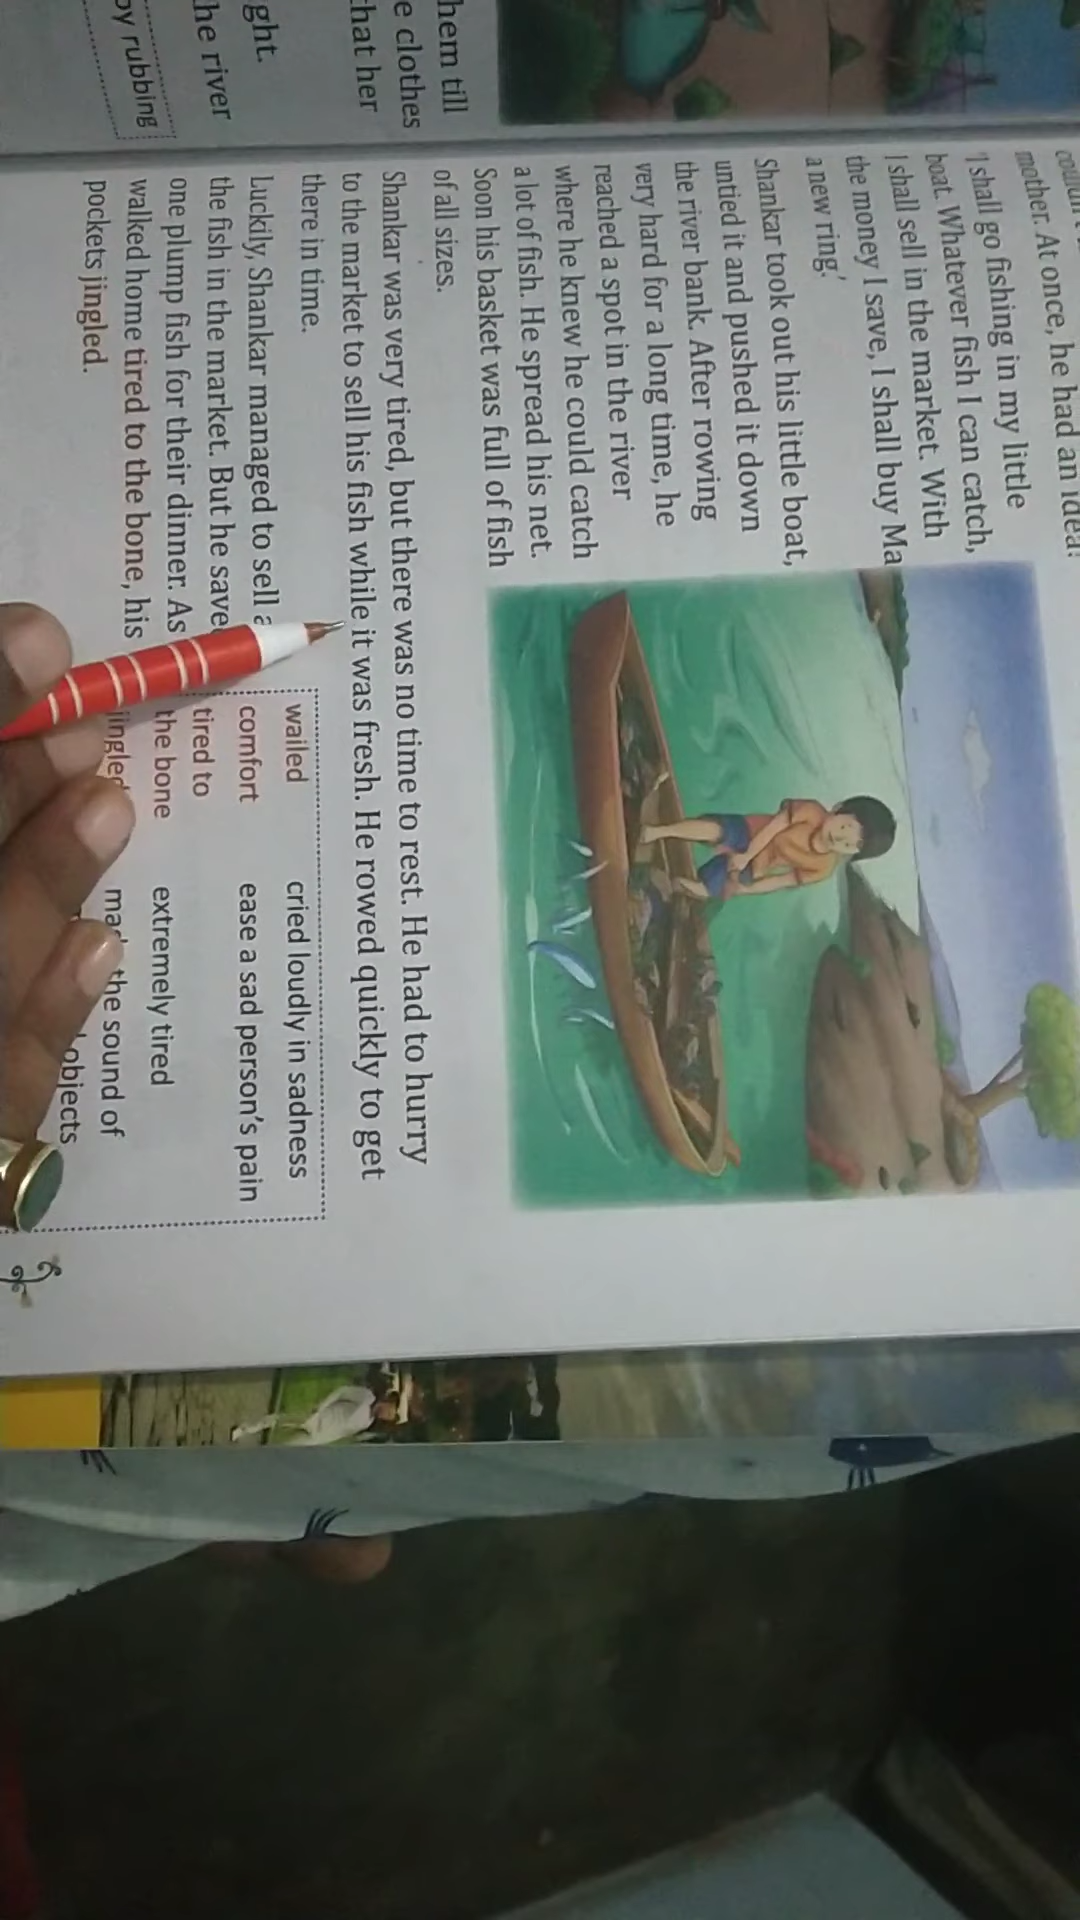 hem till
e clothes
that her
ght.
he river
by rubbing
mother. At once, he had an idea!
'I shall go fishing in my little
boat. Whatever fish I can catch,
I shall sell in the market. With
the money I save, I shall buy Ma
a new ring.'
Shankar took out his little boat,
untied it and pushed it down
the river bank. After rowing
very hard for a long time, he
reached a spot in the river
where he knew he could catch
a lot of fish. He spread his net.
Soon his basket was full of fish
of all sizes.
Shankar was very tired, but there was no time to rest. He had to hurry
to the market to sell his fish while it was fresh. He rowed quickly to get
there in time.
Luckily, Shankar managed to sell a
the fish in the market. But he save
one plump fish for their dinner. As
walked home tired to the bone, his
pockets jingled.
wailed cried loudly in sadness
comfort ease a sad person's pain
tired to
the bone extremely tired
jingled the sound of
objects